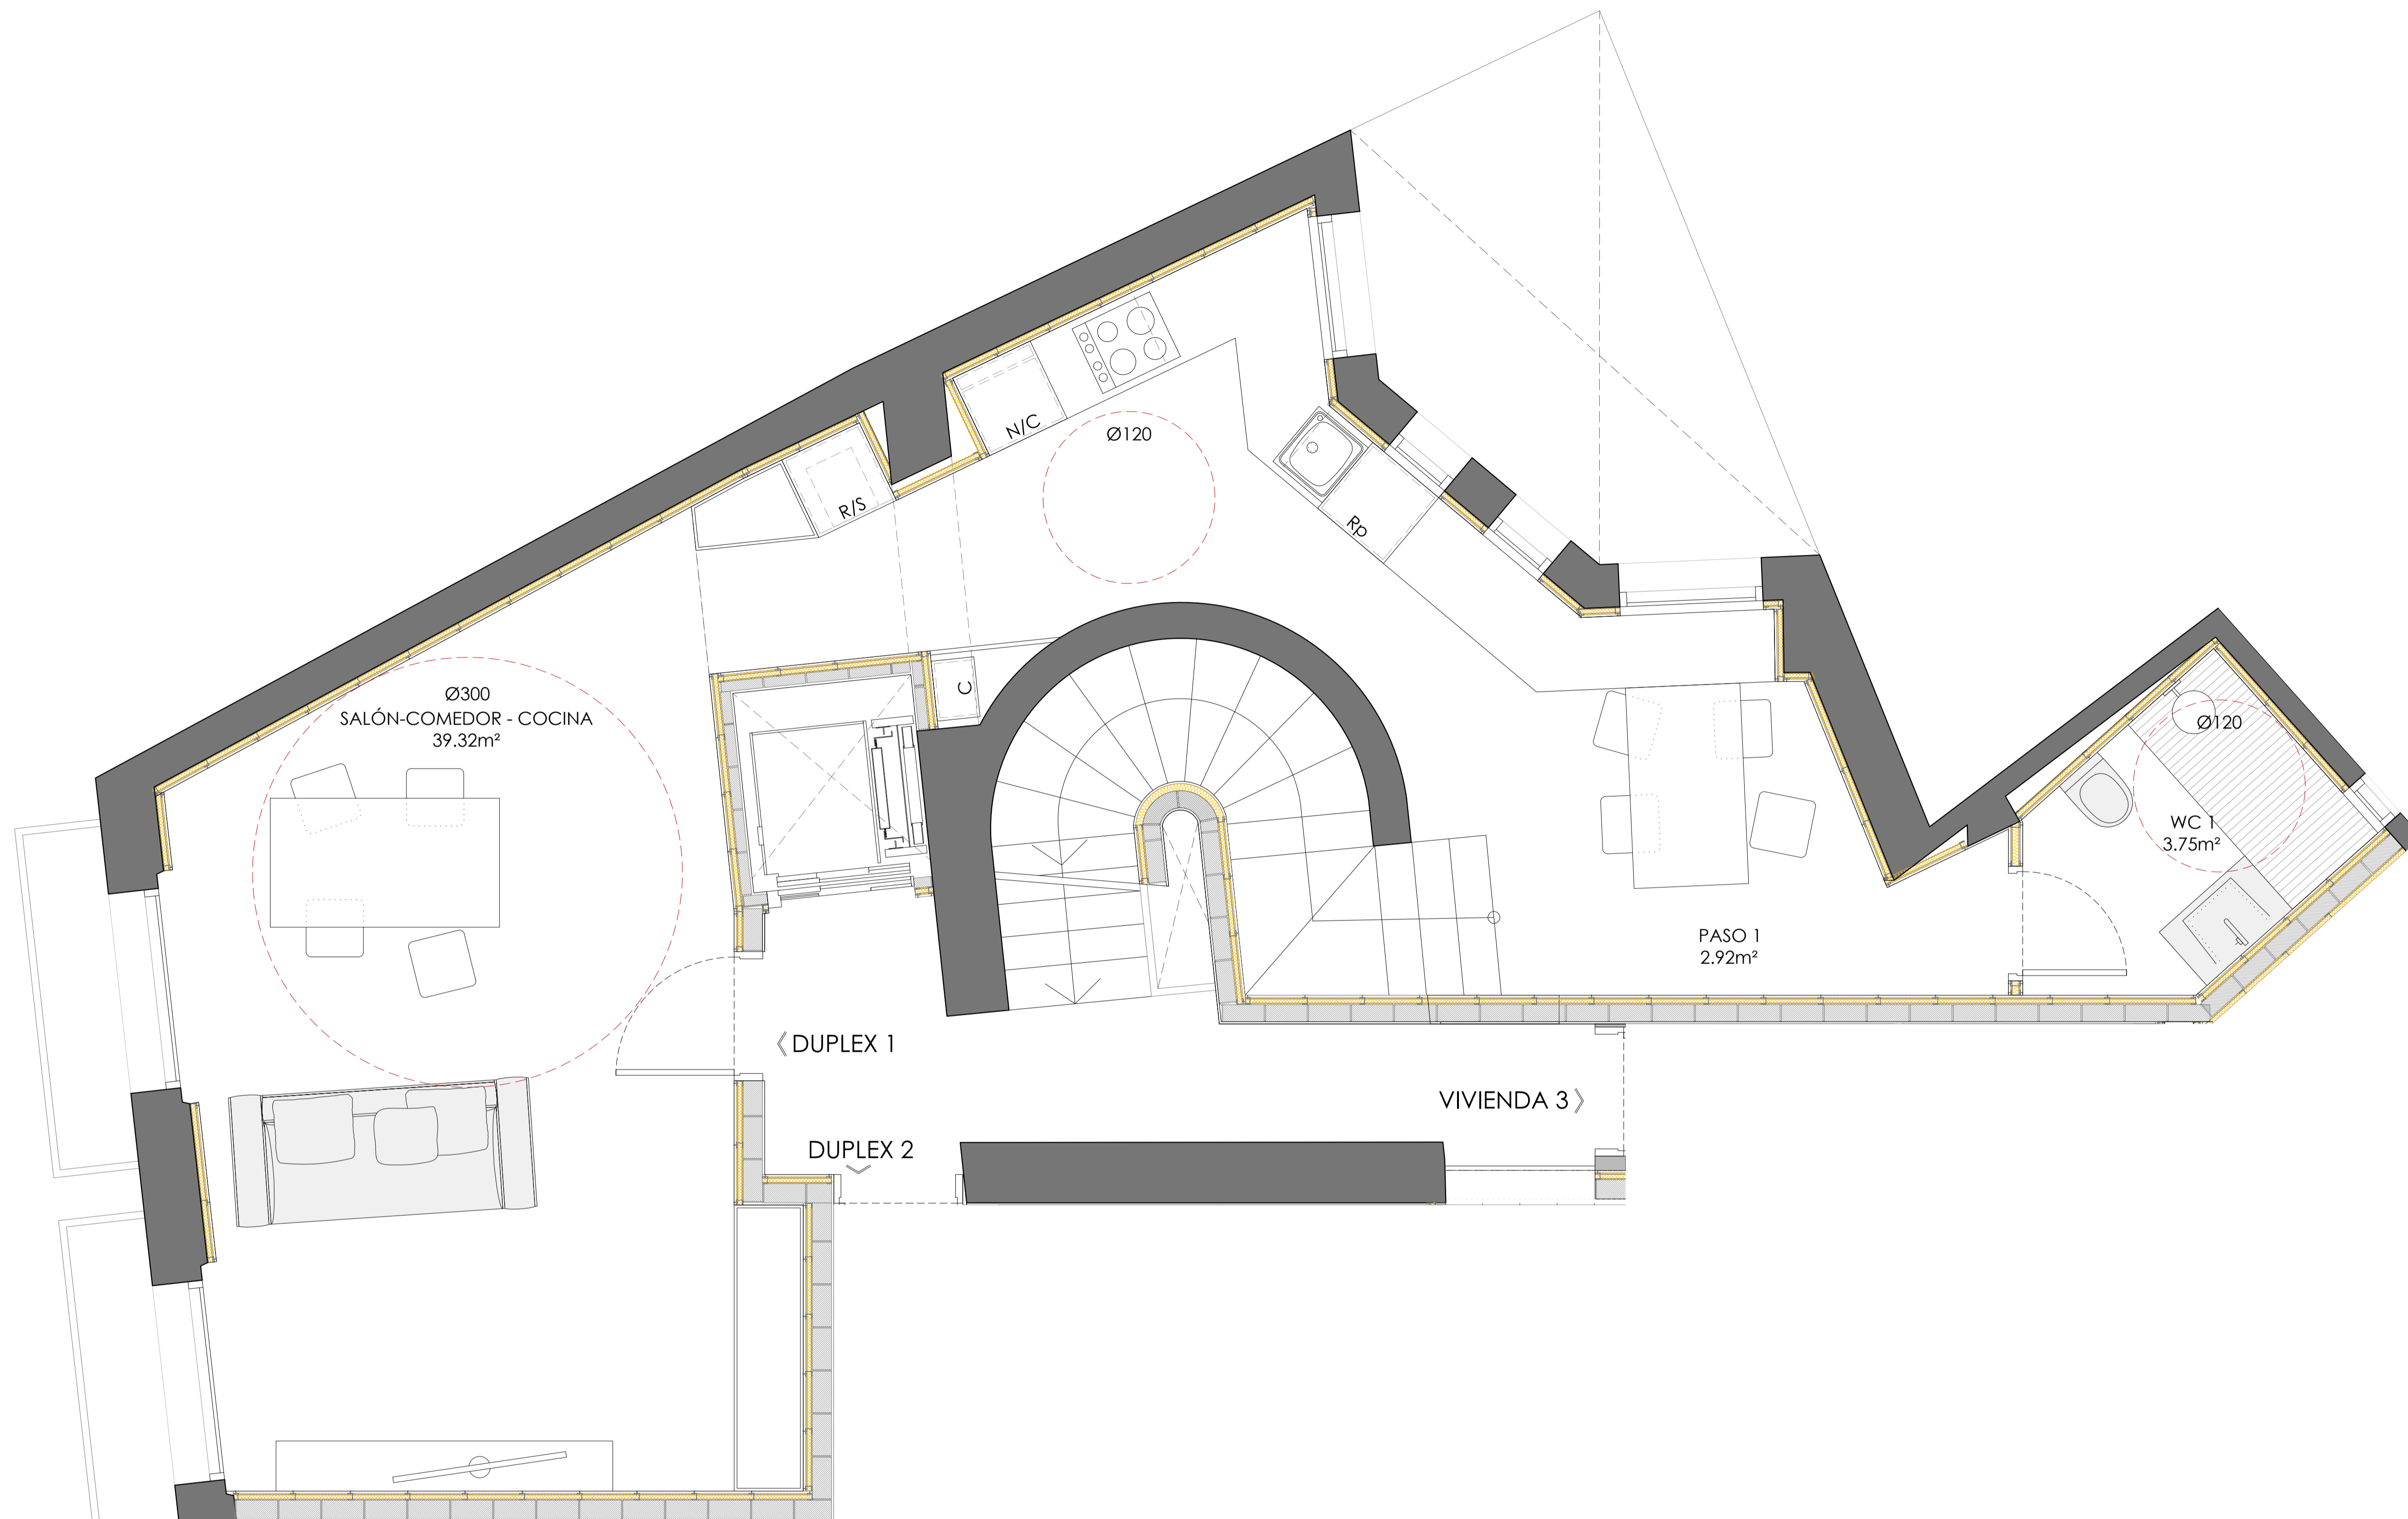 Ø120
N/C
R/S
Rp
C
Ø300
SALÓN-COMEDOR - COCINA
39.32m²
Ø120
WC 1
3.75m²
PASO 1
2.92m²
DUPLEX 1
VIVIENDA 3
DUPLEX 2